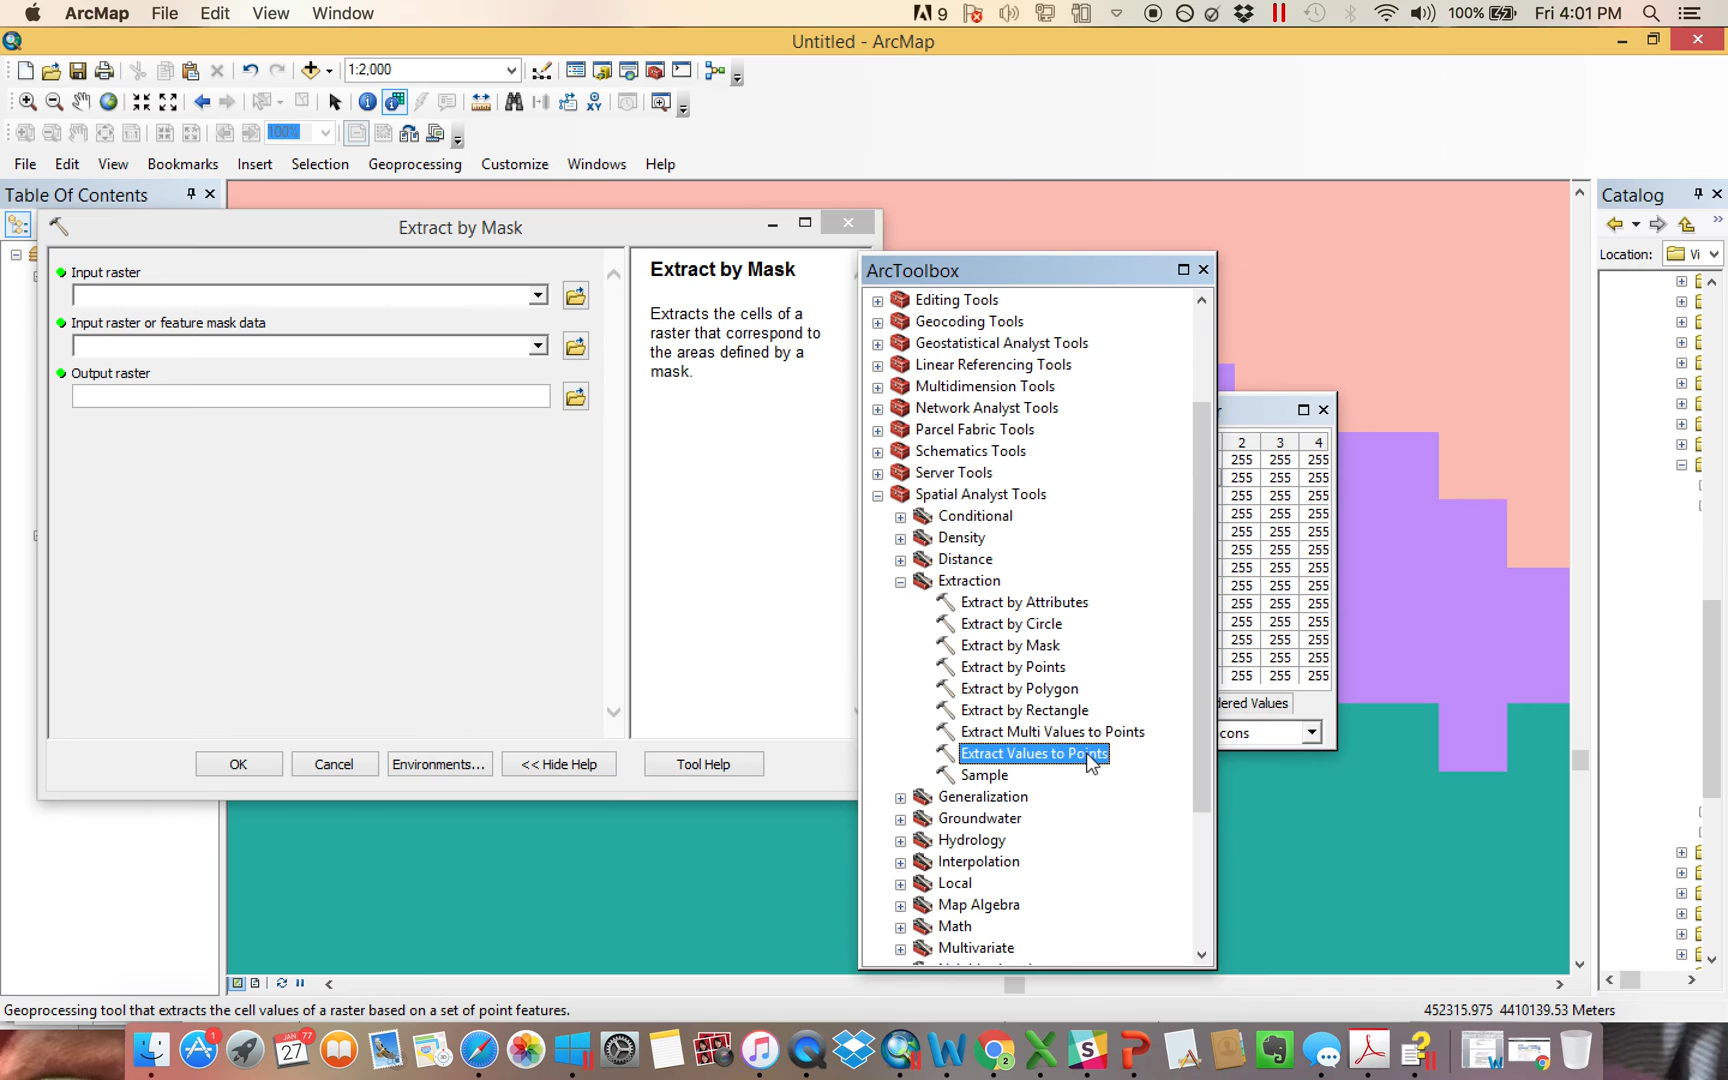 ArcMap File Edit View Window 9 100% Fri 4:01 PM
Untitled - ArcMap
1:2,000
100%
File Edit View Bookmarks Insert Selection Geoprocessing Customize Windows Help
Table Of Contents
Extract by Mask
Input raster
Input raster or feature mask data
Output raster
OK Cancel Environments... << Hide Help Tool Help
Extract by Mask
Extracts the cells of a
raster that correspond to
the areas defined by a
mask.
ArcToolbox
Editing Tools
Geocoding Tools
Geostatistical Analyst Tools
Linear Referencing Tools
Multidimension Tools
Network Analyst Tools
Parcel Fabric Tools
Schematics Tools
Server Tools
Spatial Analyst Tools
Conditional
Density
Distance
Extraction
Extract by Attributes
Extract by Circle
Extract by Mask
Extract by Points
Extract by Polygon
Extract by Rectangle
Extract Multi Values to Points
Extract Values to Points
Sample
Generalization
Groundwater
Hydrology
Interpolation
Local
Map Algebra
Math
Multivariate
2 3 4
255 255 255
255 255 255
255 255 255
255 255 255
255 255 255
255 255 255
255 255 255
255 255 255
255 255 255
255 255 255
255 255 255
255 255 255
255 255 255
dered Values
cons
Catalog
Location: Vi
Geoprocessing tool that extracts the cell values of a raster based on a set of point features.
452315.975 4410139.53 Meters
1
JAN 77
27
2